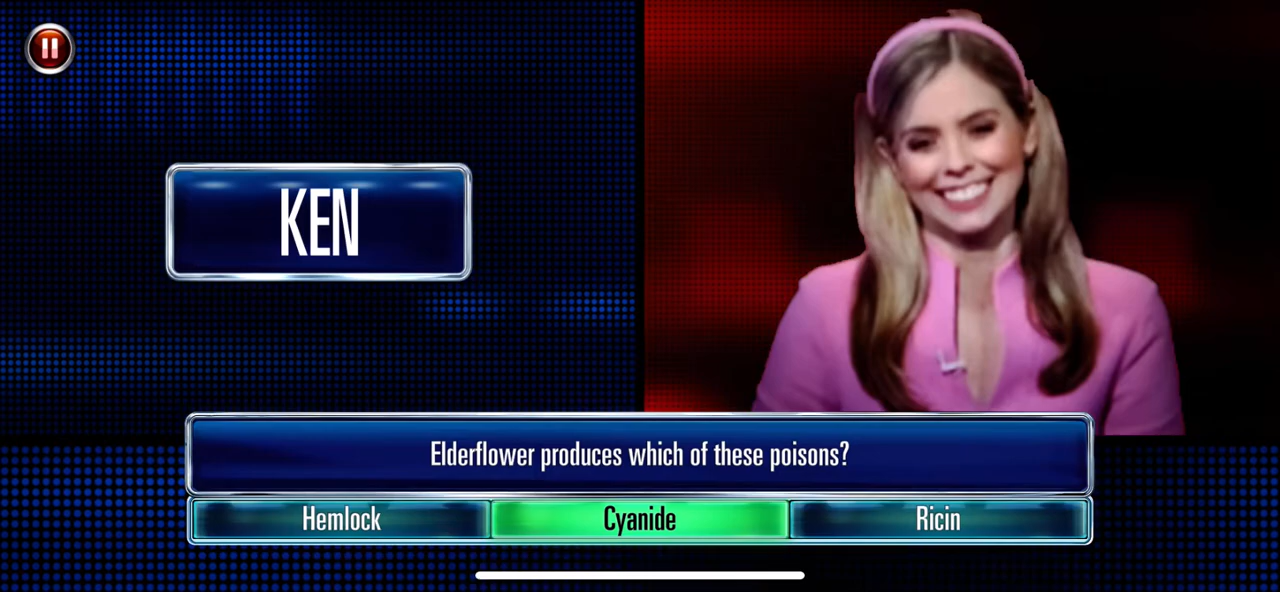 KEN
Elderflower produces which of these poisons?
Hemlock
Cyanide
Ricin